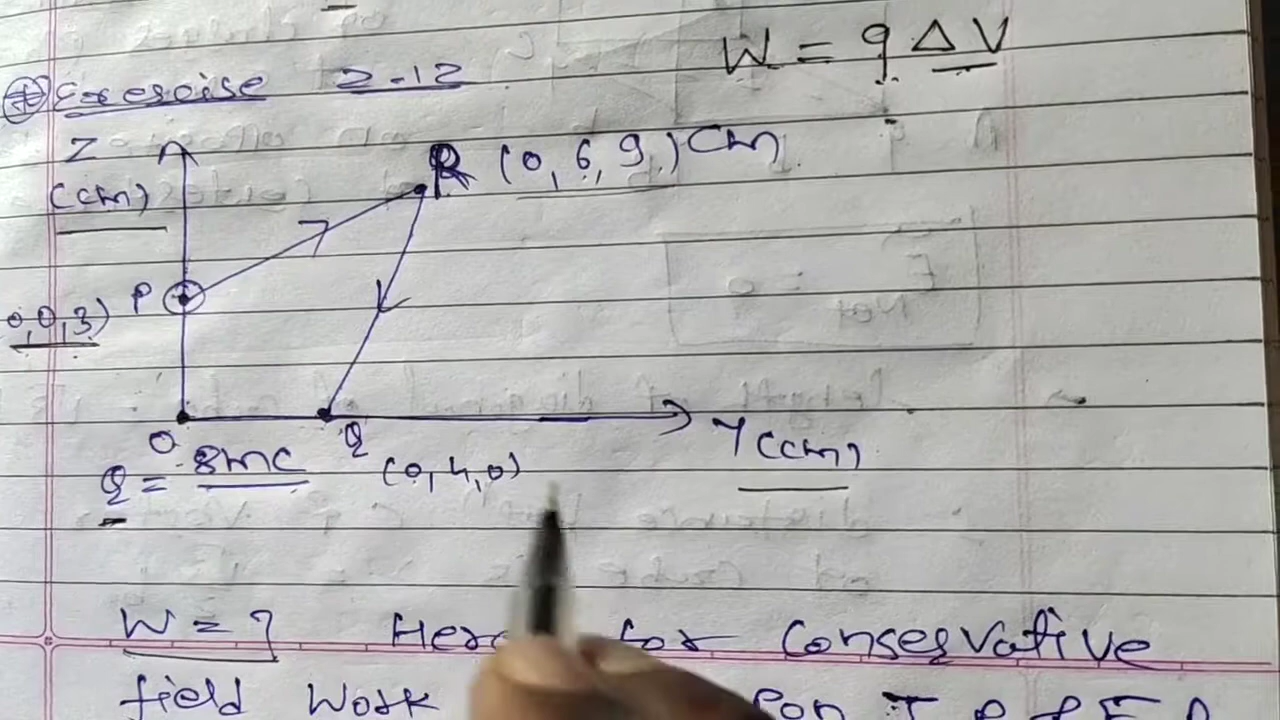 W = q ΔV
Exercise 2-12
Z
(cm)
R (0, 6, 9,) Cm
P
0,0,3)
O
Q
Y (cm)
Q = 8mC
(0,4,0)
W = ? for Conservative
field Work